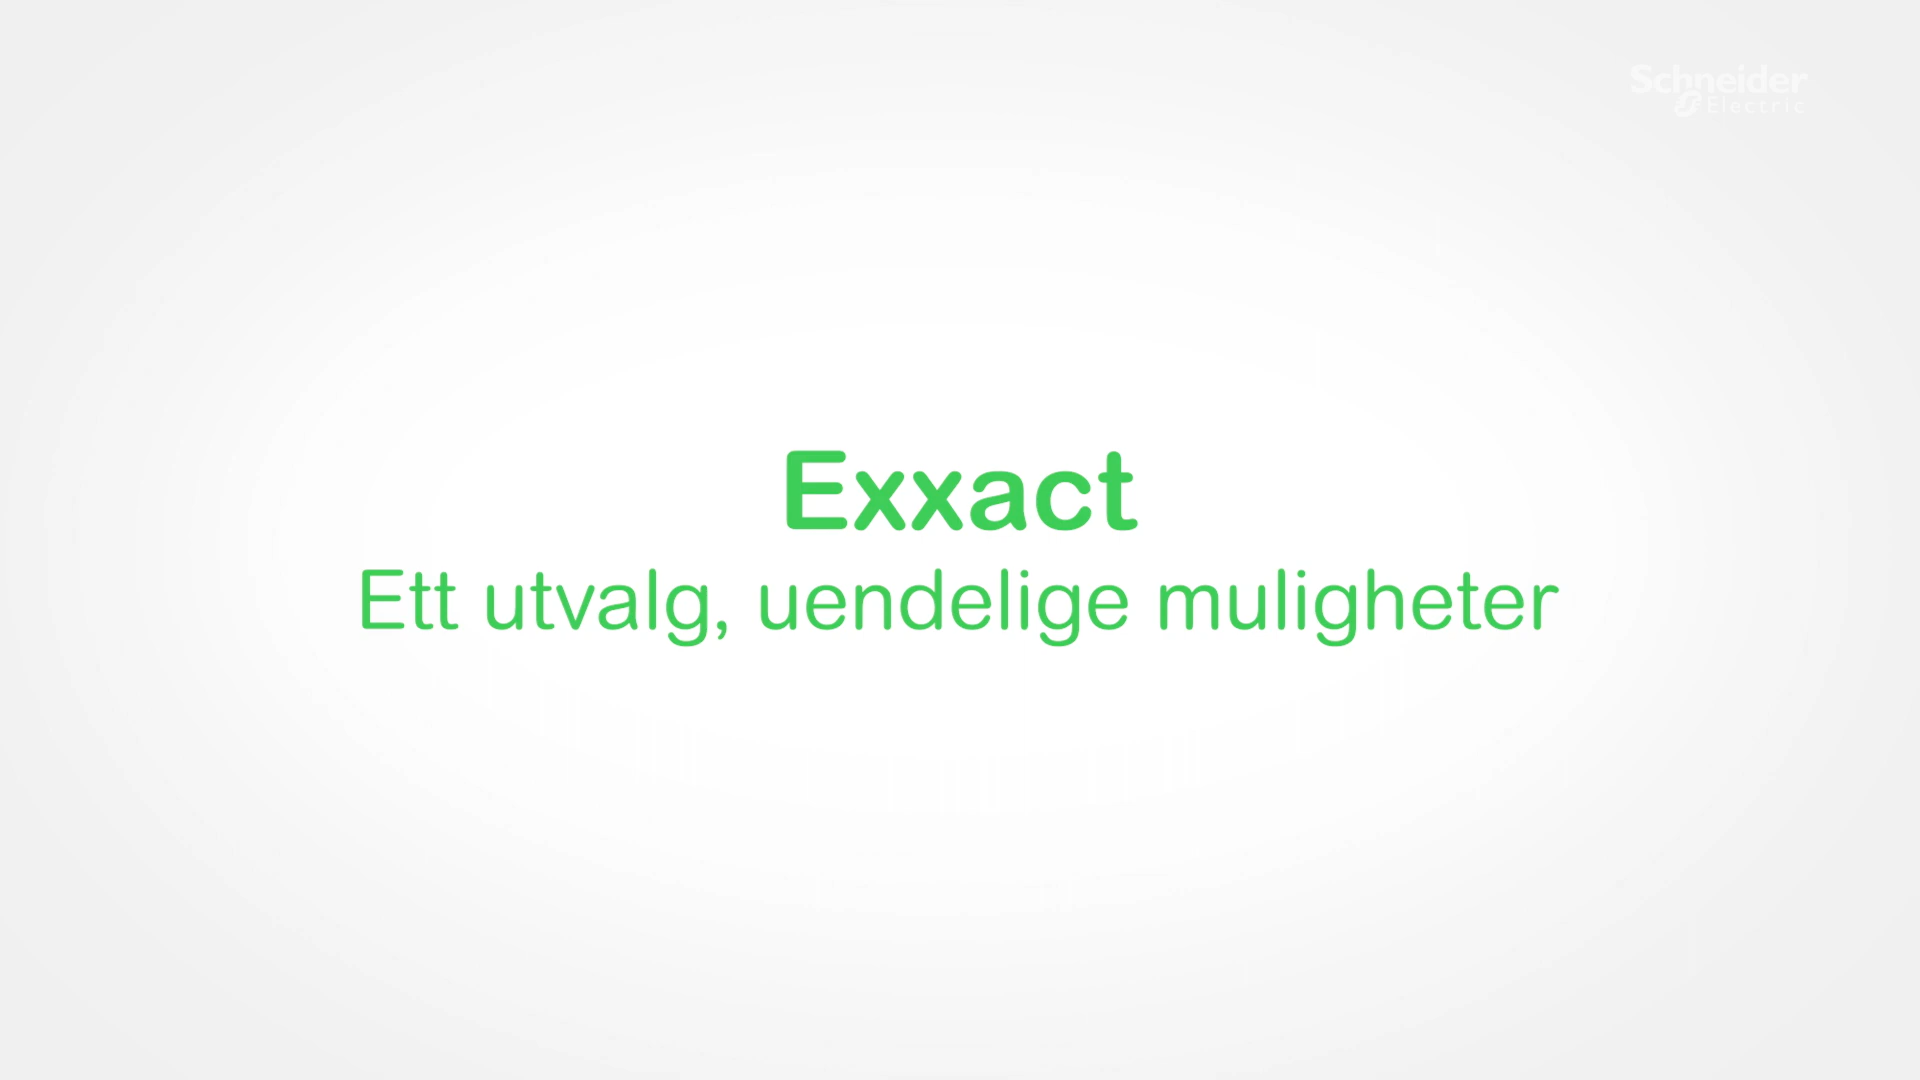 Schneider
Electric
Exxact
Ett utvalg, uendelige muligheter